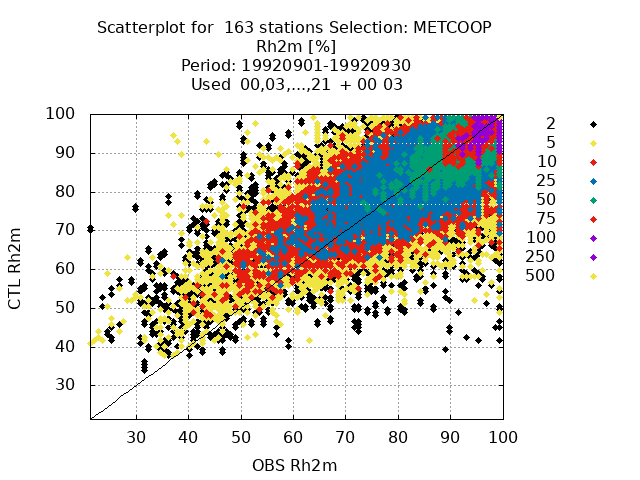 Scatterplot for  163 stations Selection: METCOOP
Rh2m [%]
Period: 19920901-19920930
Used  00,03,...,21  + 00 03
100
90
80
70
60
50
40
30
CTL Rh2m
30 40 50 60 70 80 90 100
OBS Rh2m
2
5
10
25
50
75
100
250
500